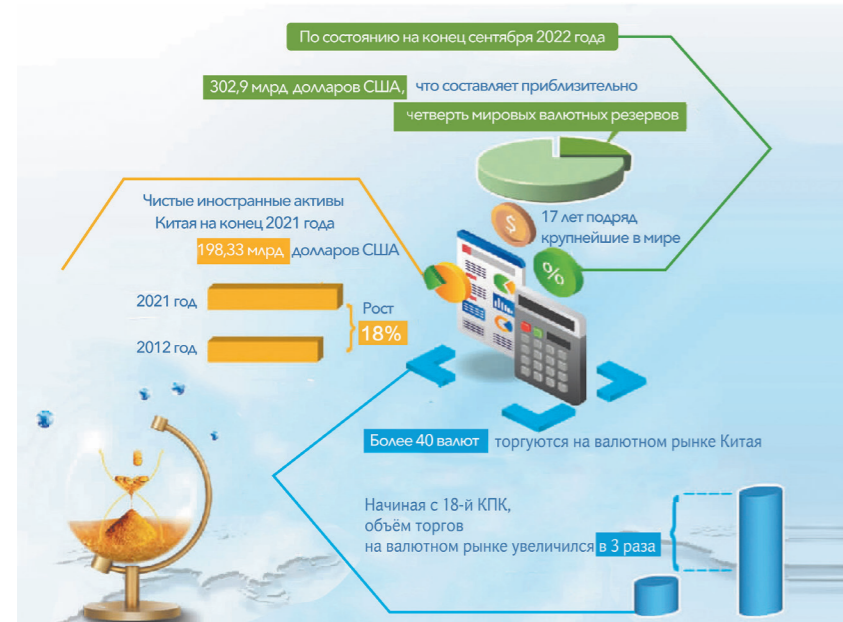 По состоянию на конец сентября 2022 года
302,9 млрд долларов США, что составляет приблизительно
четверть мировых валютных резервов
17 лет подряд
крупнейшие в мире
$
%
Чистые иностранные активы
Китая на конец 2021 года
198,33 млрд долларов США
2021 год
Рост
18%
2012 год
Более 40 валют торгуются на валютном рынке Китая
Начиная с 18-й КПК,
объём торгов
на валютном рынке увеличился в 3 раза